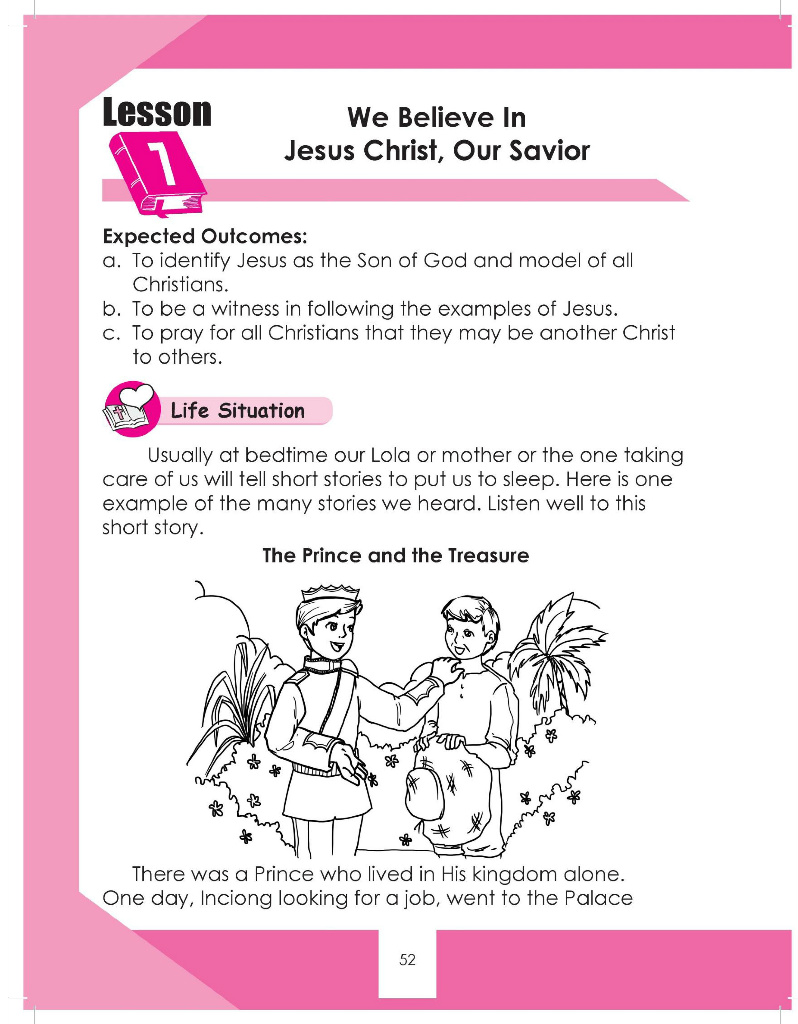 Lesson
1
We Believe In
Jesus Christ, Our Savior
Expected Outcomes:
a. To identify Jesus as the Son of God and model of all
Christians.
b. To be a witness in following the examples of Jesus.
c. To pray for all Christians that they may be another Christ
to others.
Life Situation
Usually at bedtime our Lola or mother or the one taking
care of us will tell short stories to put us to sleep. Here is one
example of the many stories we heard. Listen well to this
short story.
The Prince and the Treasure
There was a Prince who lived in His kingdom alone.
One day, Inciong looking for a job, went to the Palace
52